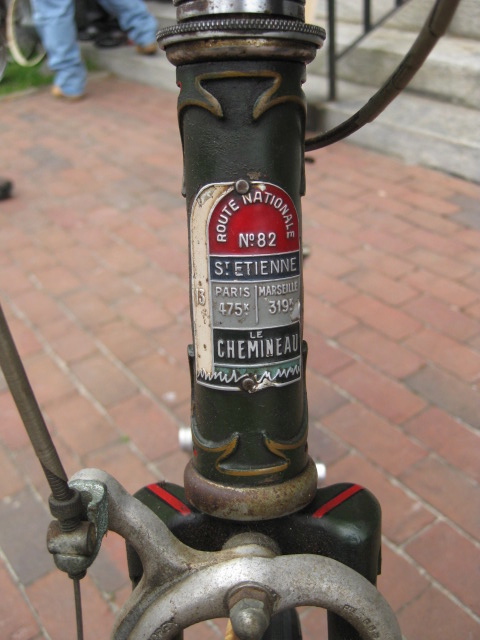 ROUTE NATIONALE
Nº82
ST ETIENNE
PARIS MARSEILLE
475K 319K
LE
CHEMINEAU